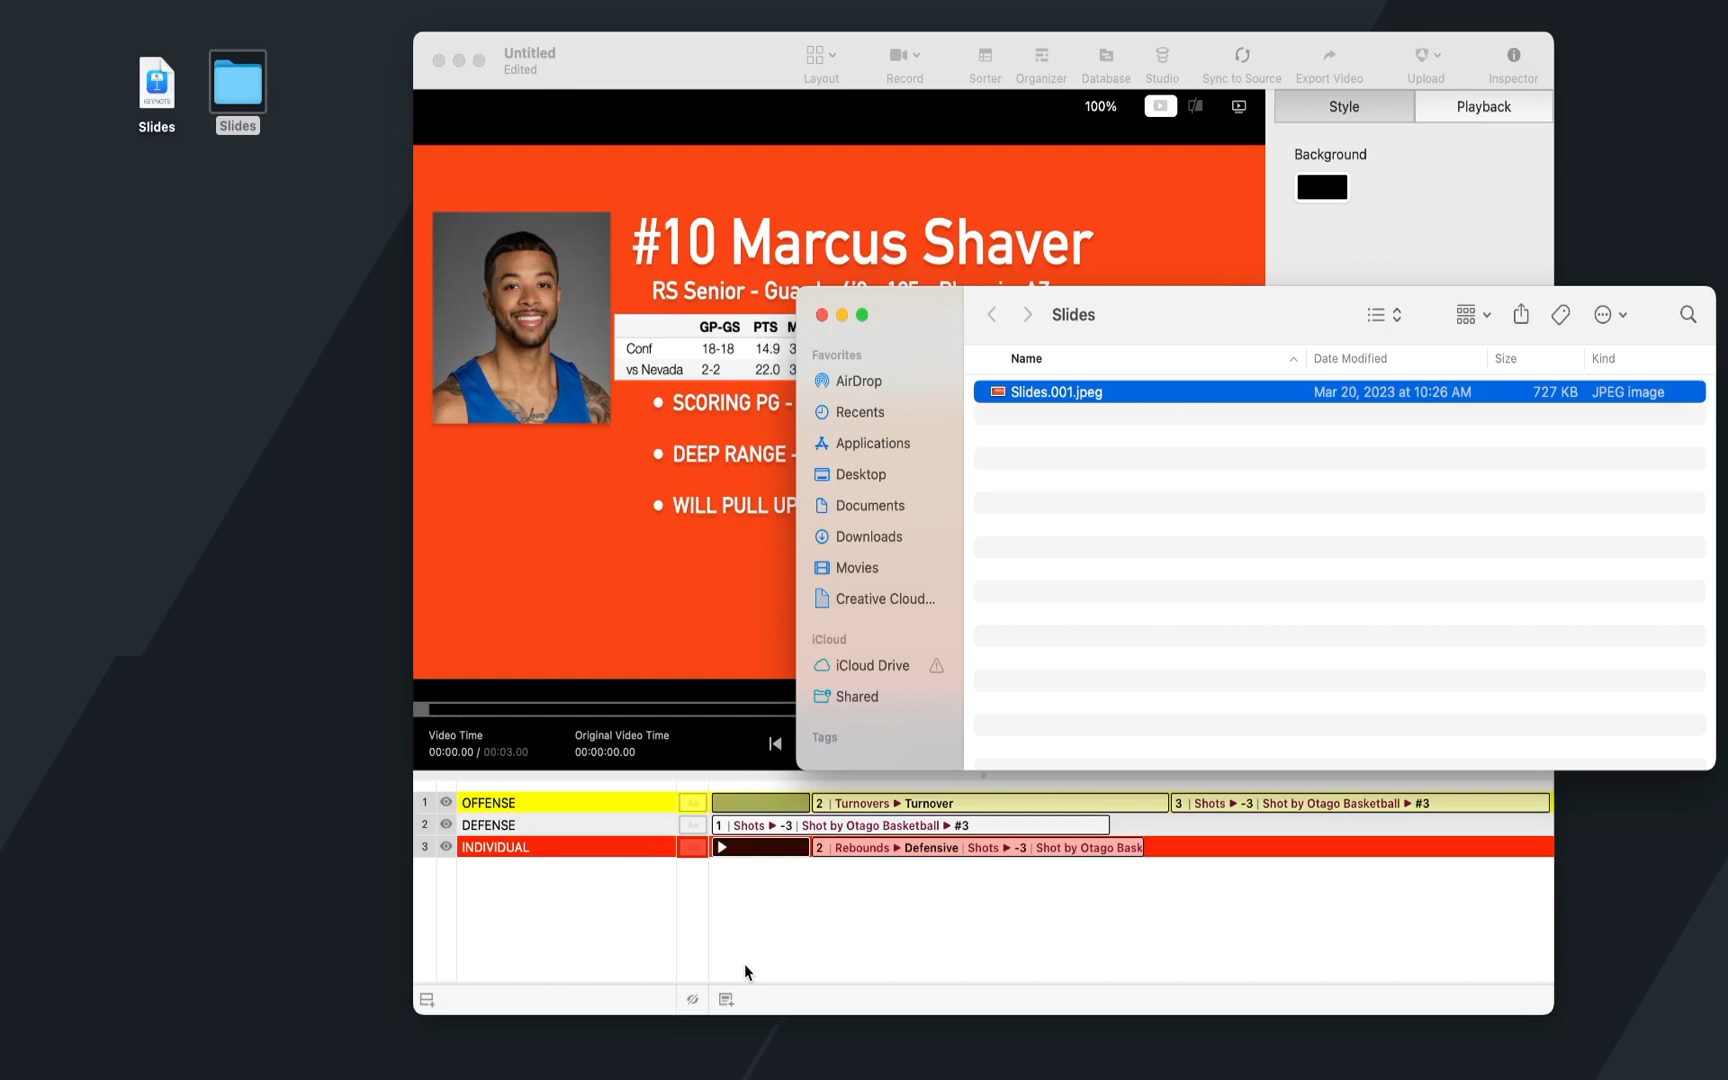 Slides
Slides
KEYNOTE
Untitled
Edited
Layout
Record
Sorter
Organizer
Database
Studio
Sync to Source
Export Video
Upload
Inspector
100%
Style
Playback
Background
#10 Marcus Shaver
RS Senior - Gua
GP-GS PTS M
Conf 18-18 14.9 3
vs Nevada 2-2 22.0 3
• SCORING PG -
• DEEP RANGE -
• WILL PULL UP
Slides
Favorites
AirDrop
Recents
Applications
Desktop
Documents
Downloads
Movies
Creative Cloud...
iCloud
iCloud Drive
Shared
Tags
Name
Date Modified
Size
Kind
Slides.001.jpeg
Mar 20, 2023 at 10:26 AM
727 KB
JPEG image
Video Time
00:00.00 / 00:03.00
Original Video Time
00:00:00.00
1 OFFENSE Aa
2 | Turnovers ▶ Turnover
3 | Shots ▶ -3 | Shot by Otago Basketball ▶ #3
2 DEFENSE Aa
1 | Shots ▶ -3 | Shot by Otago Basketball ▶ #3
3 INDIVIDUAL
2 | Rebounds ▶ Defensive | Shots ▶ -3 | Shot by Otago Bask